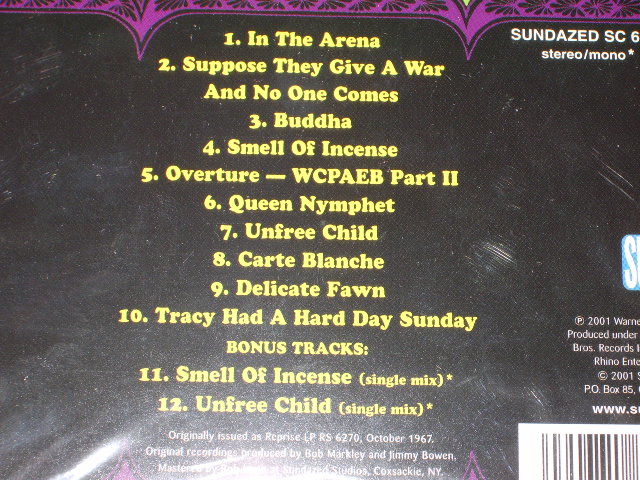 1. In The Arena
2. Suppose They Give A War
And No One Comes
3. Buddha
4. Smell Of Incense
5. Overture — WCPAEB Part II
6. Queen Nymphet
7. Unfree Child
8. Carte Blanche
9. Delicate Fawn
10. Tracy Had A Hard Day Sunday
BONUS TRACKS:
11. Smell Of Incense (single mix)*
12. Unfree Child (single mix)*
Originally issued as Reprise LP RS 6270, October 1967.
Original recordings produced by Bob Markley and Jimmy Bowen.
Mastered by Bob Irwin at Sundazed Studios, Coxsackie, NY.
SUNDAZED SC 6
stereo/mono*
℗ 2001 Warne
Produced under
Bros. Records I
Rhino Ente
© 2001 S
P.O. Box 85,
www.su